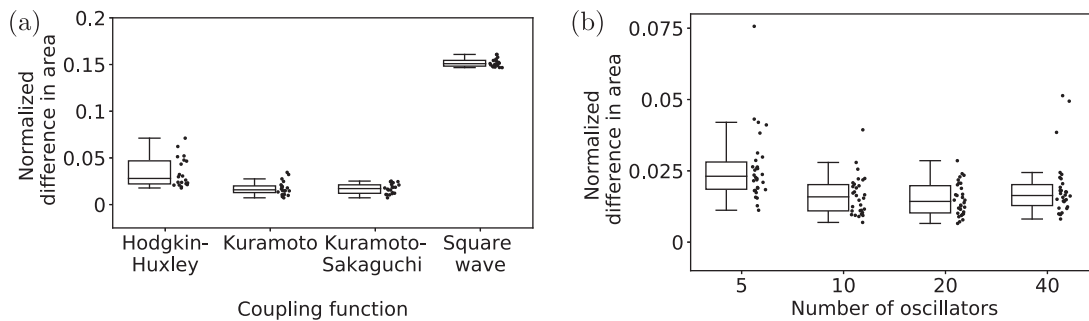 (a)
Normalized
difference in area
0.2
0.15
0.1
0.05
0
Hodgkin-
Huxley
Kuramoto
Kuramoto-
Sakaguchi
Square
wave
Coupling function
(b)
Normalized
difference in area
0.075
0.05
0.025
0
5 10 20 40
Number of oscillators